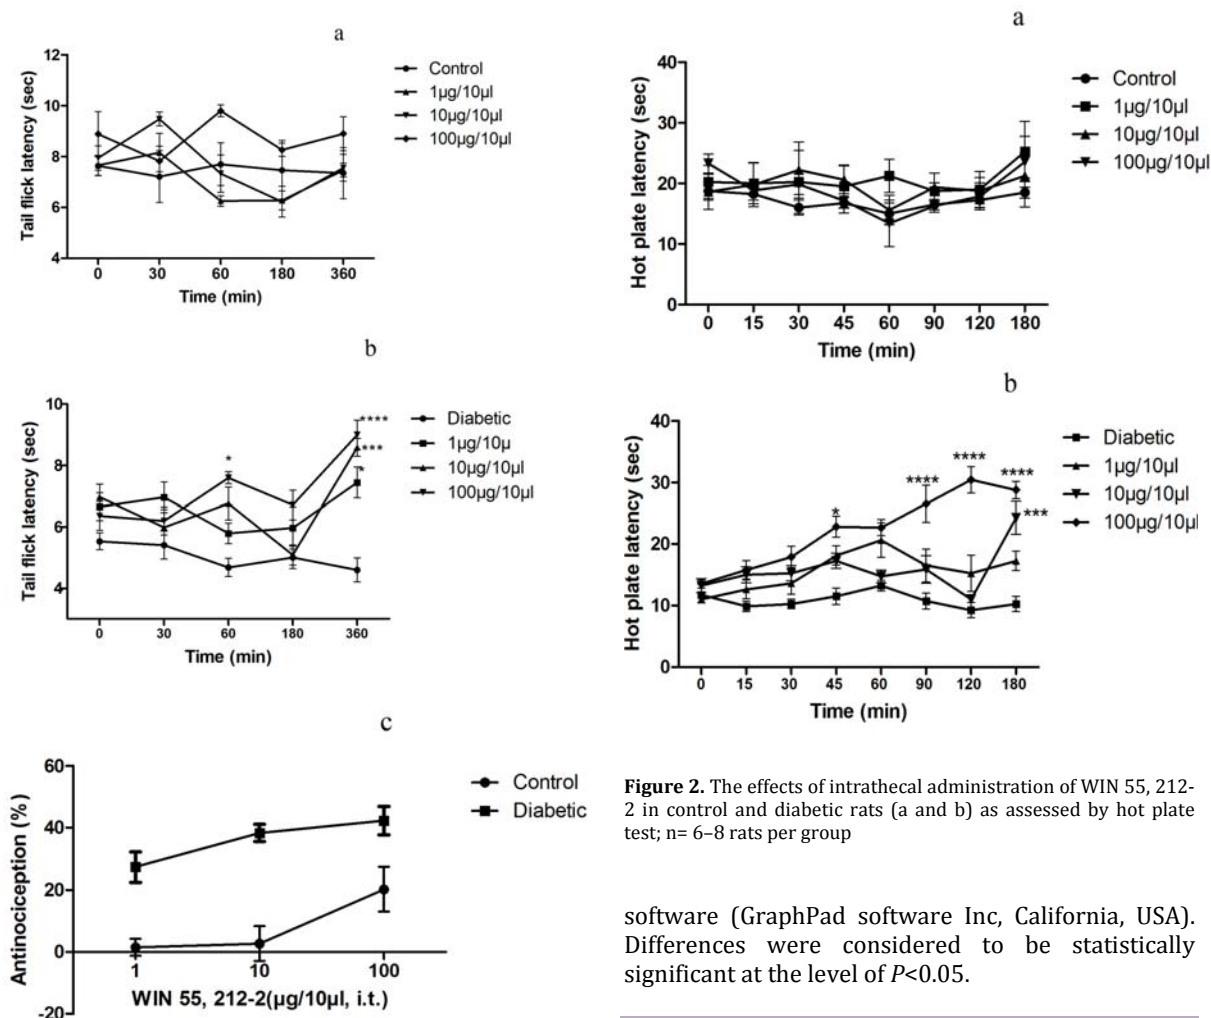 a
12
10
8
6
4
Tail flick latency (sec)
0 30 60 180 360
Time (min)
Control
1µg/10µl
10µg/10µl
100µg/10µl
b
10
8
6
4
Tail flick latency (sec)
*
****
***
*
0 30 60 180 360
Time (min)
Diabetic
1µg/10µ
10µg/10µl
100µg/10µl
c
60
40
20
0
-20
Antinociception (%)
1 10 100
WIN 55, 212-2(µg/10µl, i.t.)
Control
Diabetic
a
40
30
20
10
0
Hot plate latency (sec)
0 15 30 45 60 90 120 180
Time (min)
Control
1µg/10µl
10µg/10µl
100µg/10µl
b
40
30
20
10
0
Hot plate latency (sec)
*
****
****
****
***
0 15 30 45 60 90 120 180
Time (min)
Diabetic
1µg/10µl
10µg/10µl
100µg/10µl
Figure 2. The effects of intrathecal administration of WIN 55, 212-
2 in control and diabetic rats (a and b) as assessed by hot plate
test; n= 6–8 rats per group
software (GraphPad software Inc, California, USA).
Differences were considered to be statistically
significant at the level of P<0.05.